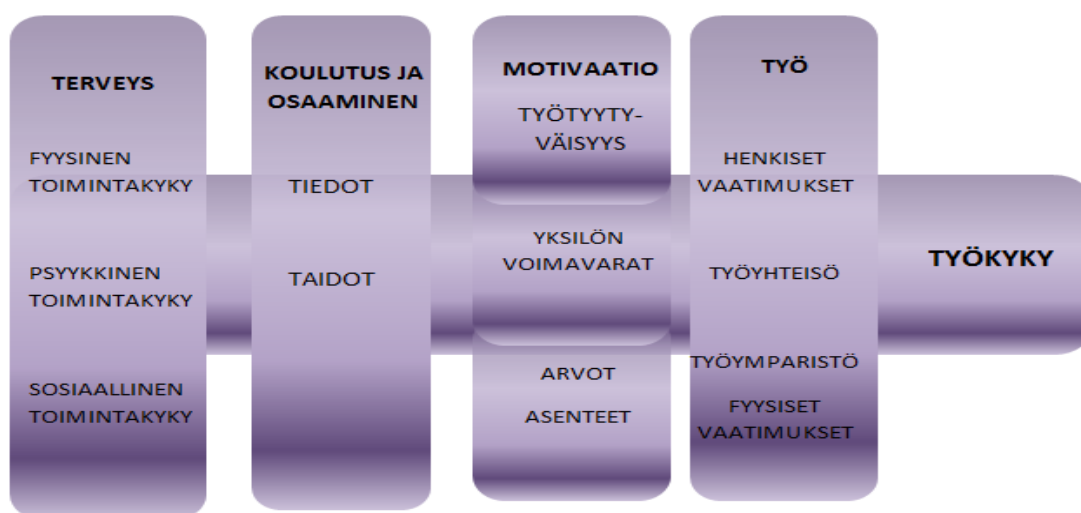 TERVEYS
FYYSINEN
TOIMINTAKYKY
PSYYKKINEN
TOIMINTAKYKY
SOSIAALLINEN
TOIMINTAKYKY
KOULUTUS JA
OSAAMINEN
TIEDOT
TAIDOT
MOTIVAATIO
TYÖTYYTY-
VÄISYYS
YKSILÖN
VOIMAVARAT
ARVOT
ASENTEET
TYÖ
HENKISET
VAATIMUKSET
TYÖYHTEISÖ
TYÖYMPARISTÖ
FYYSISET
VAATIMUKSET
TYÖKYKY